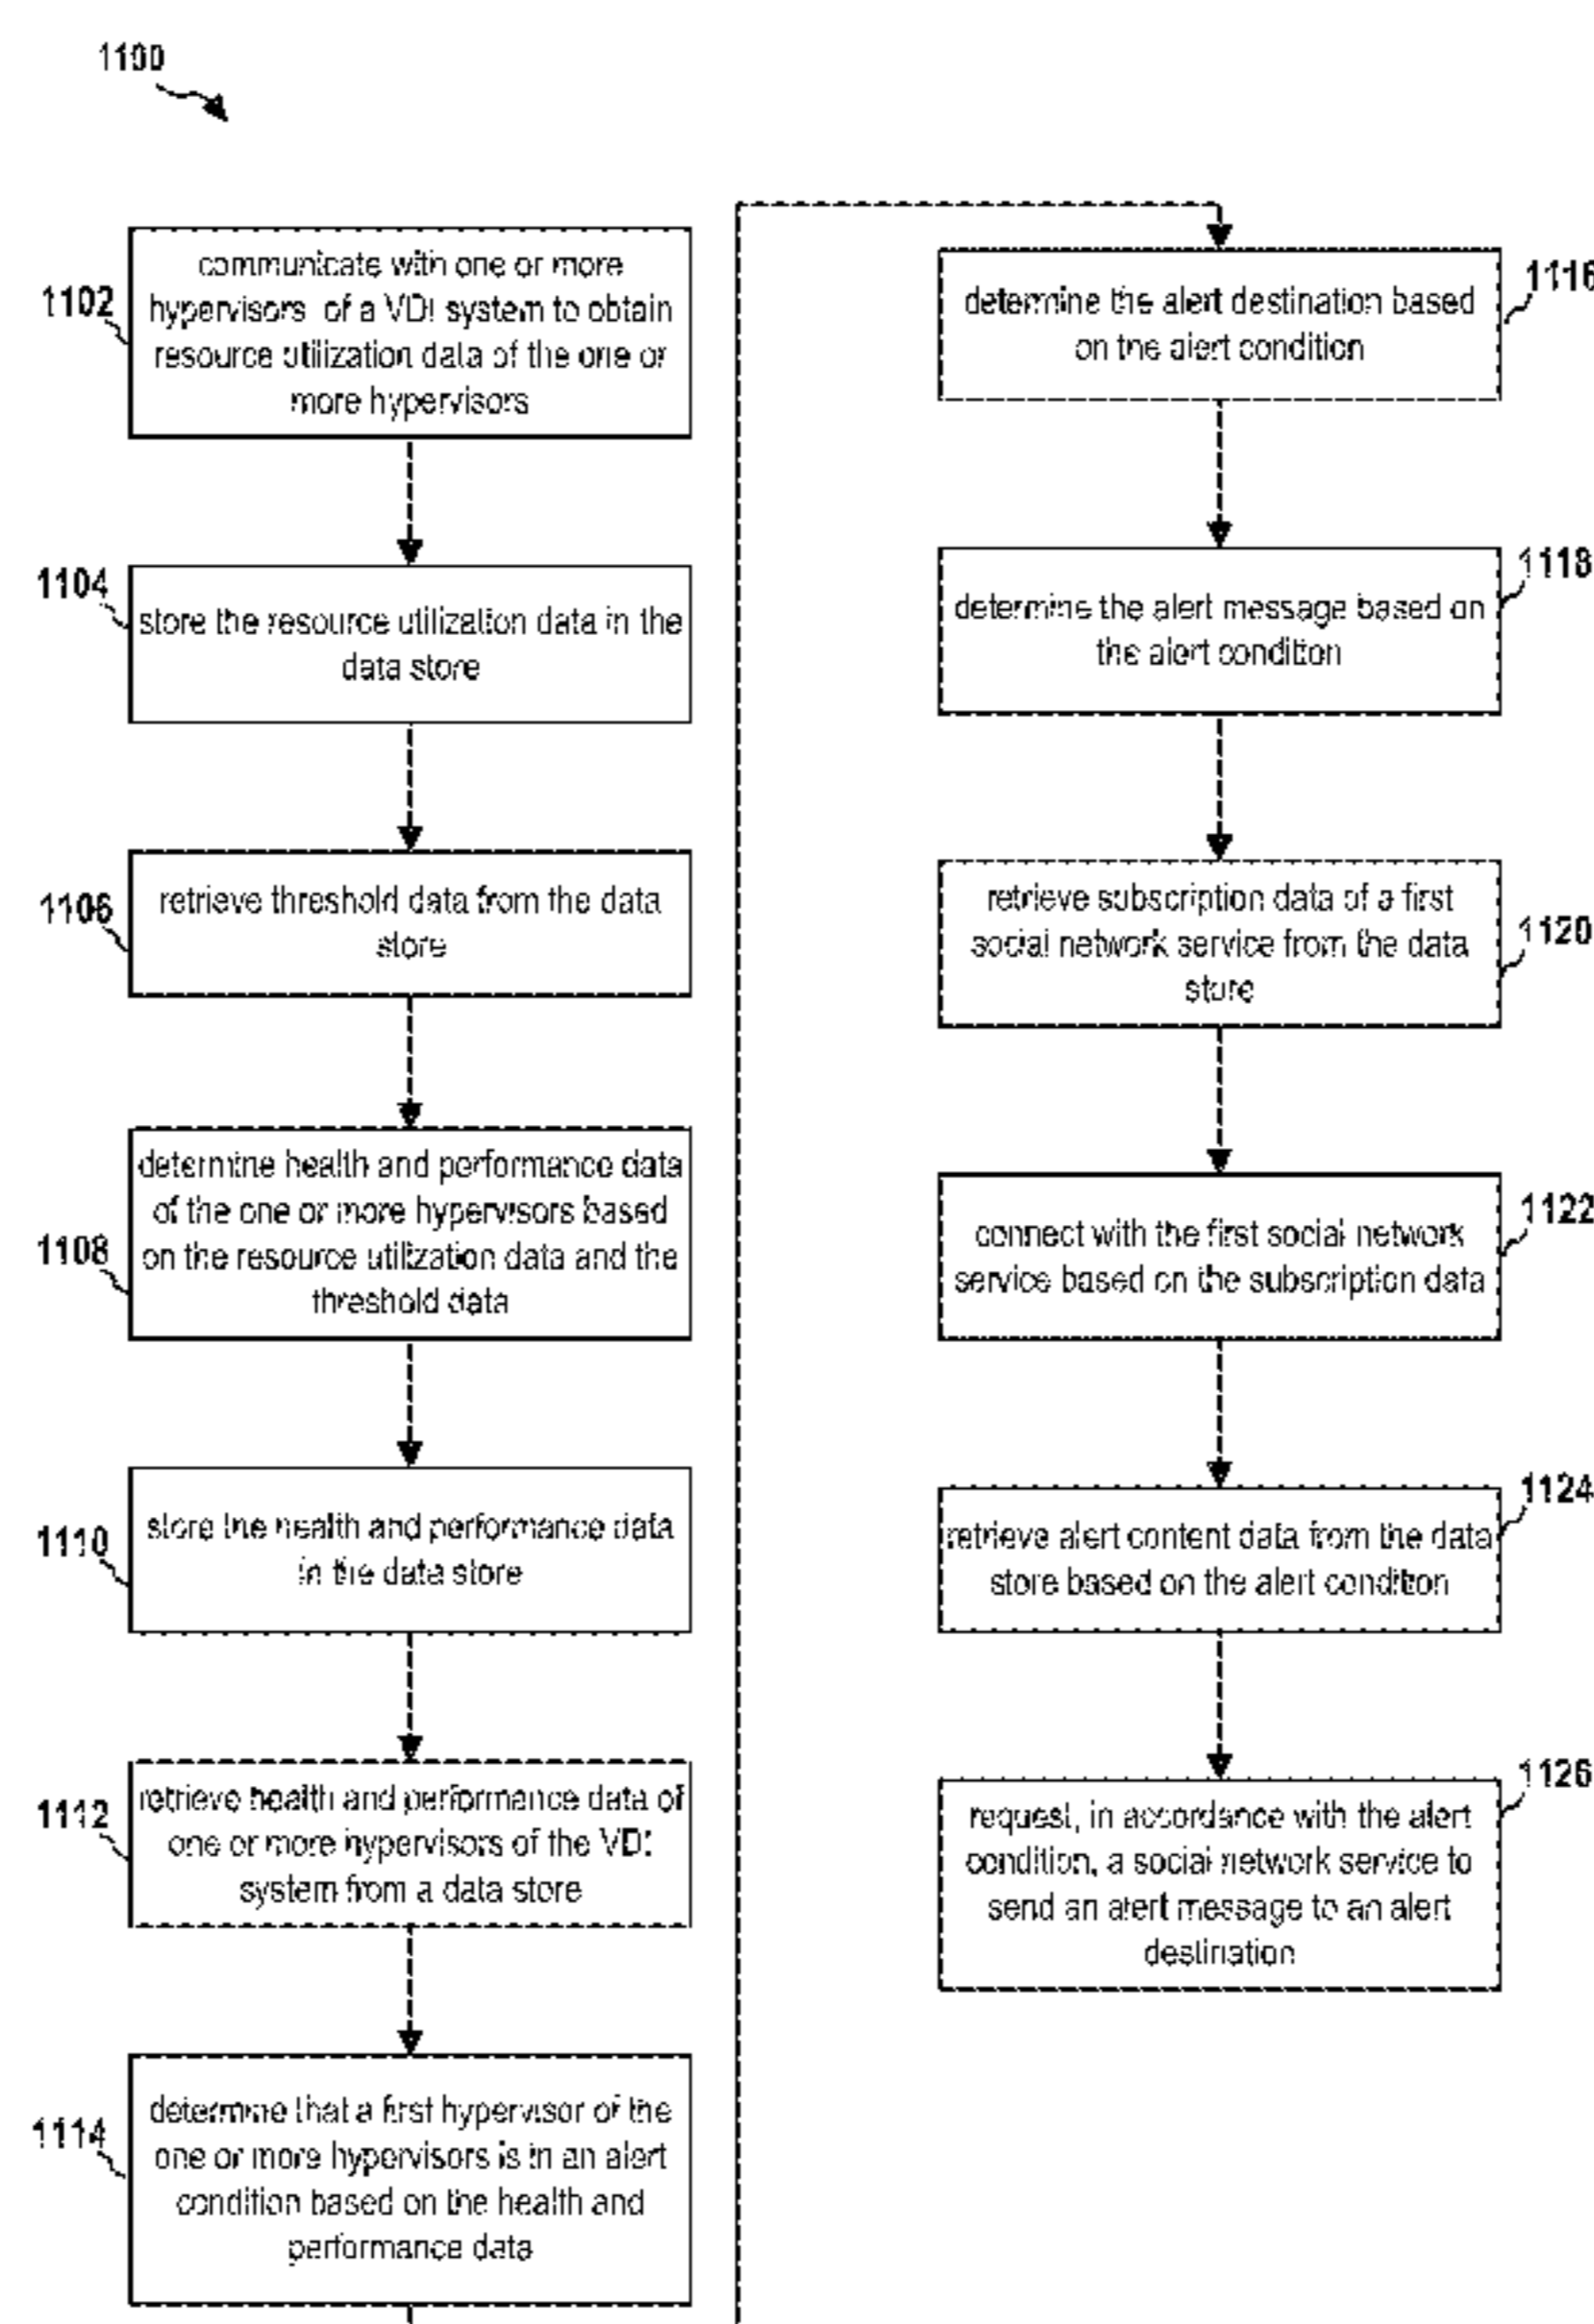 1100
1102
communicate with one or more
hypervisors of a VDI system to obtain
resource utilization data of the one or
more hypervisors
1104
store the resource utilization data in the
data store
1106
retrieve threshold data from the data
store
1108
determine health and performance data
of the one or more hypervisors based
on the resource utilization data and the
threshold data
1110
store the health and performance data
in the data store
1112
retrieve health and performance data of
one or more hypervisors of the VDI
system from a data store
1114
determine that a first hypervisor of the
one or more hypervisors is in an alert
condition based on the health and
performance data
1116
determine the alert destination based
on the alert condition
1118
determine the alert message based on
the alert condition
1120
retrieve subscription data of a first
social network service from the data
store
1122
connect with the first social network
service based on the subscription data
1124
retrieve alert content data from the data
store based on the alert condition
1126
request, in accordance with the alert
condition, a social network service to
send an alert message to an alert
destination